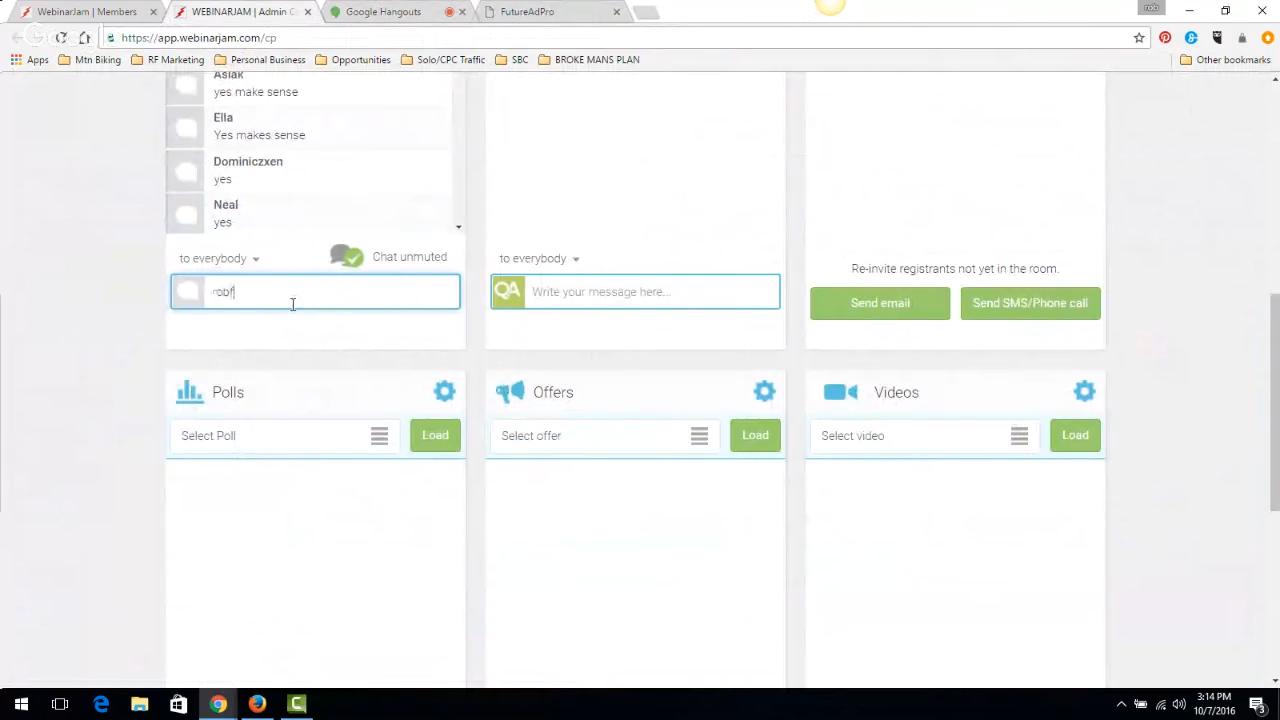 WebinarJam | Members
WEBINARJAM | Admin C
Google Hangouts
FutureAdPro
rob
https://app.webinarjam.com/cp
Apps
Mtn Biking
RF Marketing
Personal Business
Opportunities
Solo/CPC Traffic
SBC
BROKE MANS PLAN
Other bookmarks
Aslak
yes make sense
Ella
Yes makes sense
Dominiczxen
yes
Neal
yes
to everybody
Chat unmuted
robf
to everybody
QA
Write your message here...
Re-invite registrants not yet in the room.
Send email
Send SMS/Phone call
Polls
Select Poll
Load
Offers
Select offer
Load
Videos
Select video
Load
3:14 PM
10/7/2016
3